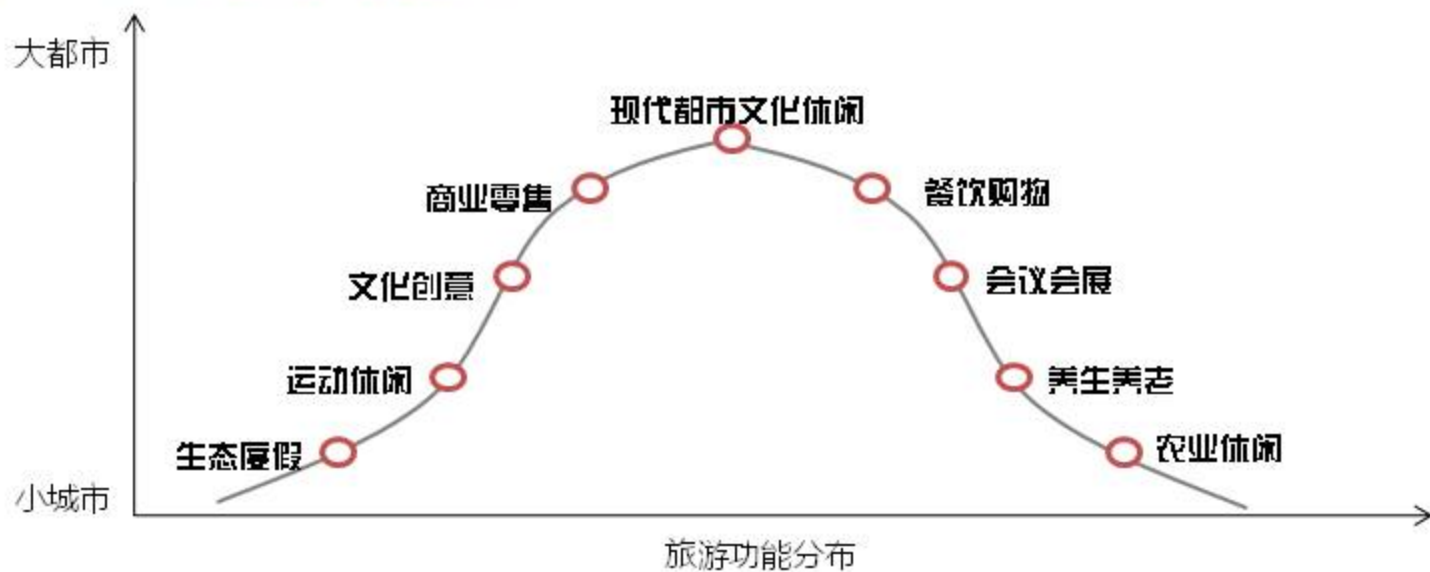 大都市
现代都市文化休闲
商业零售
餐饮购物
文化创意
会议会展
运动休闲
养生养老
生态度假
农业休闲
小城市
旅游功能分布